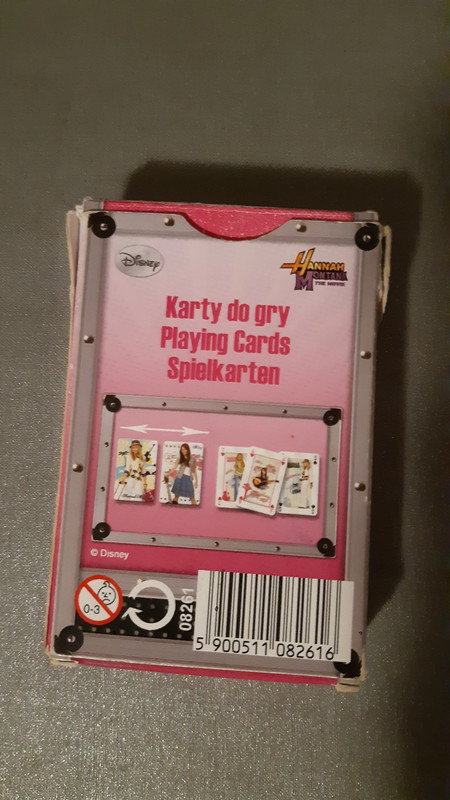 Disney
HANNAH
MONTANA
THE MOVIE
Karty do gry
Playing Cards
Spielkarten
© Disney
0-3
08261
5 900511 082616